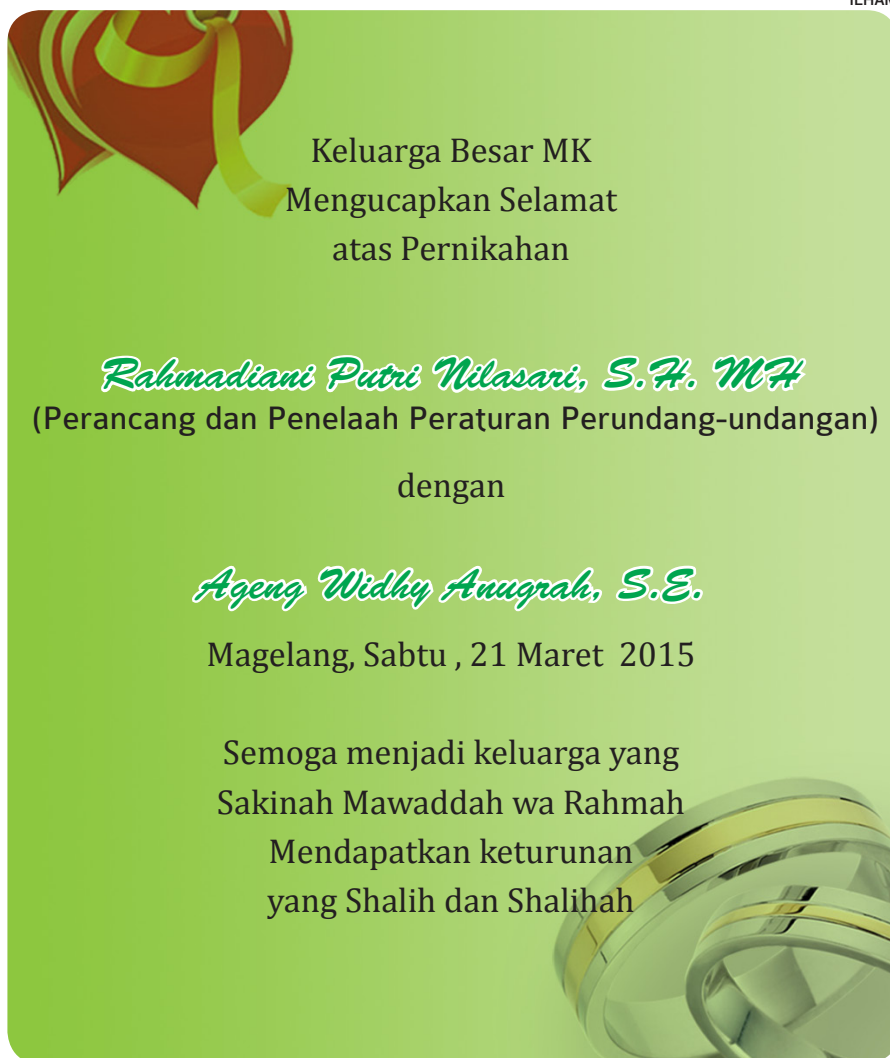 Keluarga Besar MK
Mengucapkan Selamat
atas Pernikahan
Rahmadiani Putri Nilasari, S.H. MH
(Perancang dan Penelaah Peraturan Perundang-undangan)
dengan
Ageng Widhy Anugrah, S.E.
Magelang, Sabtu , 21 Maret 2015
Semoga menjadi keluarga yang
Sakinah Mawaddah wa Rahmah
Mendapatkan keturunan
yang Shalih dan Shalihah